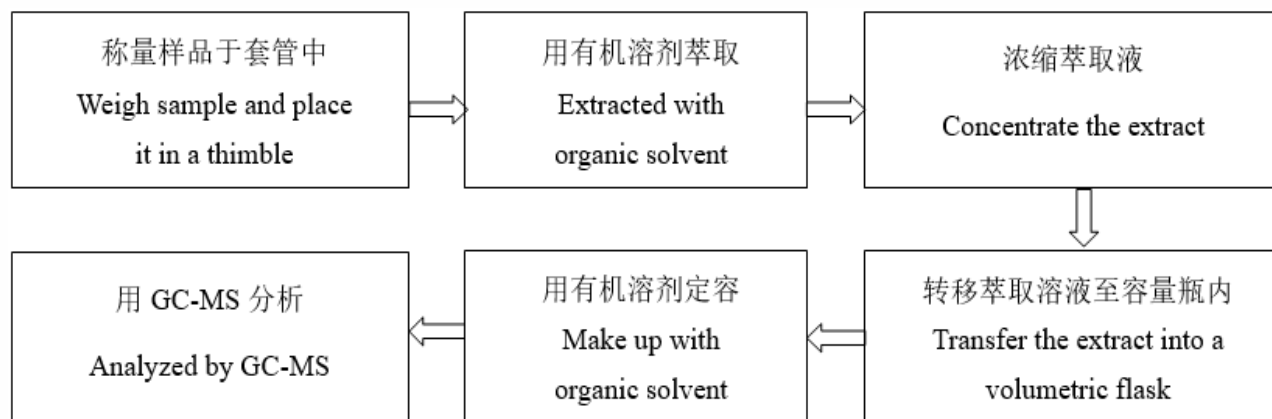 称量样品于套管中
Weigh sample and place
it in a thimble
用有机溶剂萃取
Extracted with
organic solvent
浓缩萃取液
Concentrate the extract
转移萃取溶液至容量瓶内
Transfer the extract into a
volumetric flask
用有机溶剂定容
Make up with
organic solvent
用 GC-MS 分析
Analyzed by GC-MS